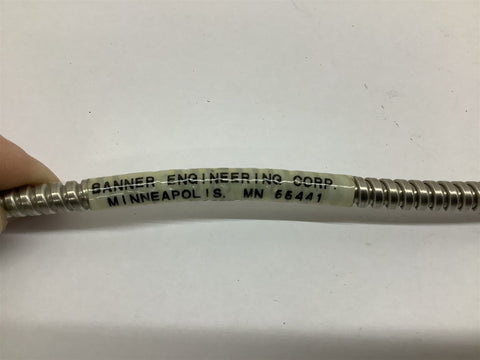 BANNER ENGINEERING CORP.
MINNEAPOLIS, MN 55441